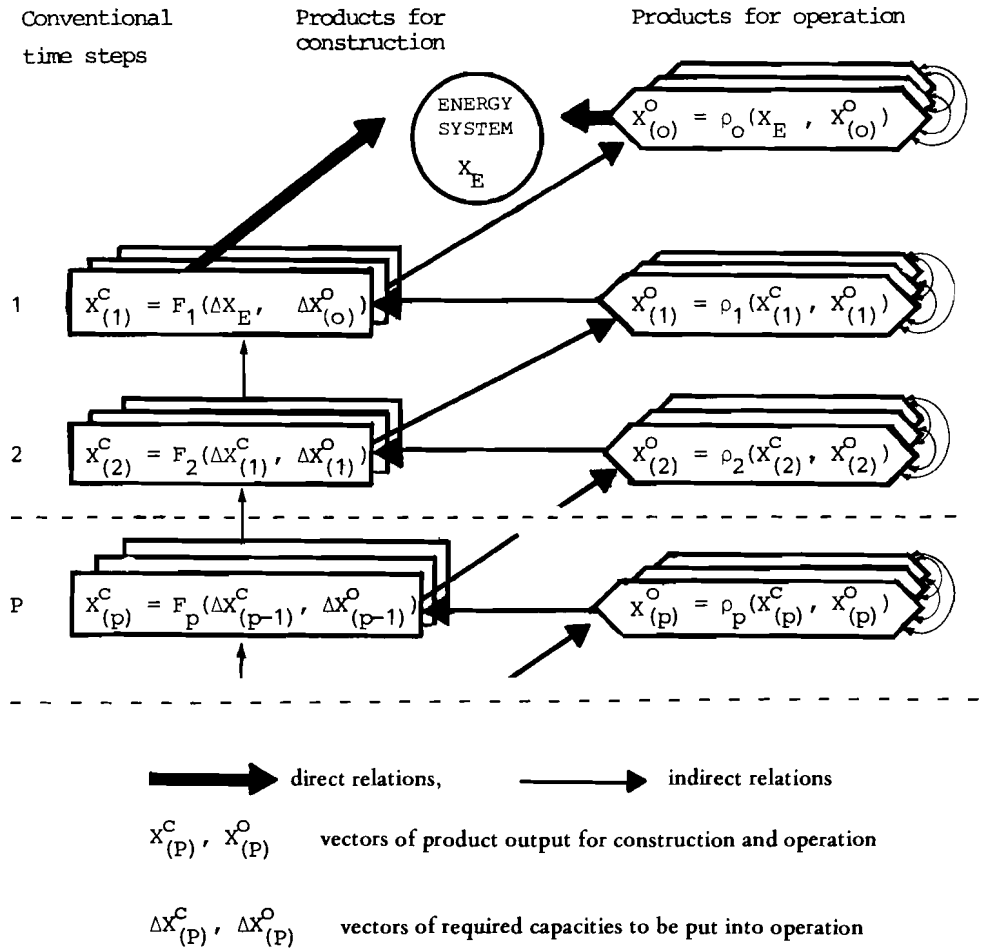 Conventional time steps
Products for construction
Products for operation
ENERGY SYSTEM X_E
X^O_(o) = ρ_o(X_E , X^O_(o))
1
X^C_(1) = F_1(ΔX_E, ΔX^O_(o))
X^O_(1) = ρ_1(X^C_(1), X^O_(1))
2
X^C_(2) = F_2(ΔX^C_(1), ΔX^O_(1))
X^O_(2) = ρ_2(X^C_(2), X^O_(2))
P
X^C_(p) = F_p(ΔX^C_(p-1), ΔX^O_(p-1))
X^O_(p) = ρ_p(X^C_(p), X^O_(p))
direct relations, indirect relations
X^C_(P), X^O_(P) vectors of product output for construction and operation
ΔX^C_(P), ΔX^O_(P) vectors of required capacities to be put into operation